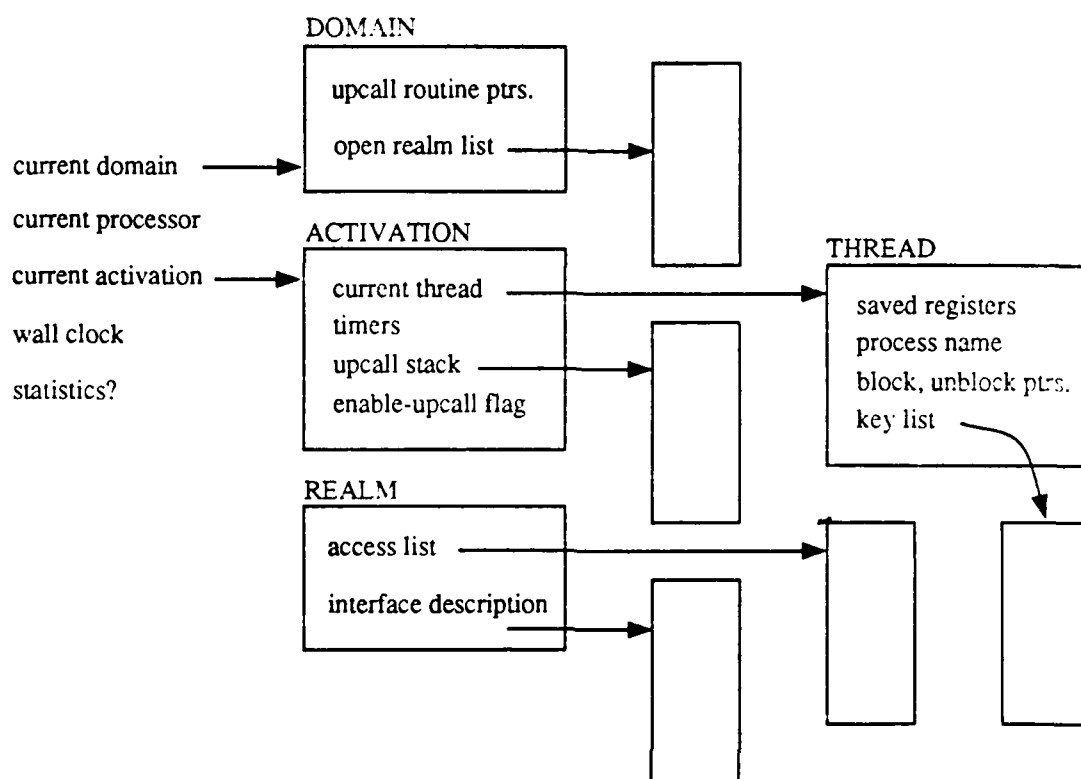 DOMAIN
upcall routine ptrs.
open realm list
current domain
current processor
current activation
wall clock
statistics?
ACTIVATION
current thread
timers
upcall stack
enable-upcall flag
THREAD
saved registers
process name
block, unblock ptrs.
key list
REALM
access list
interface description